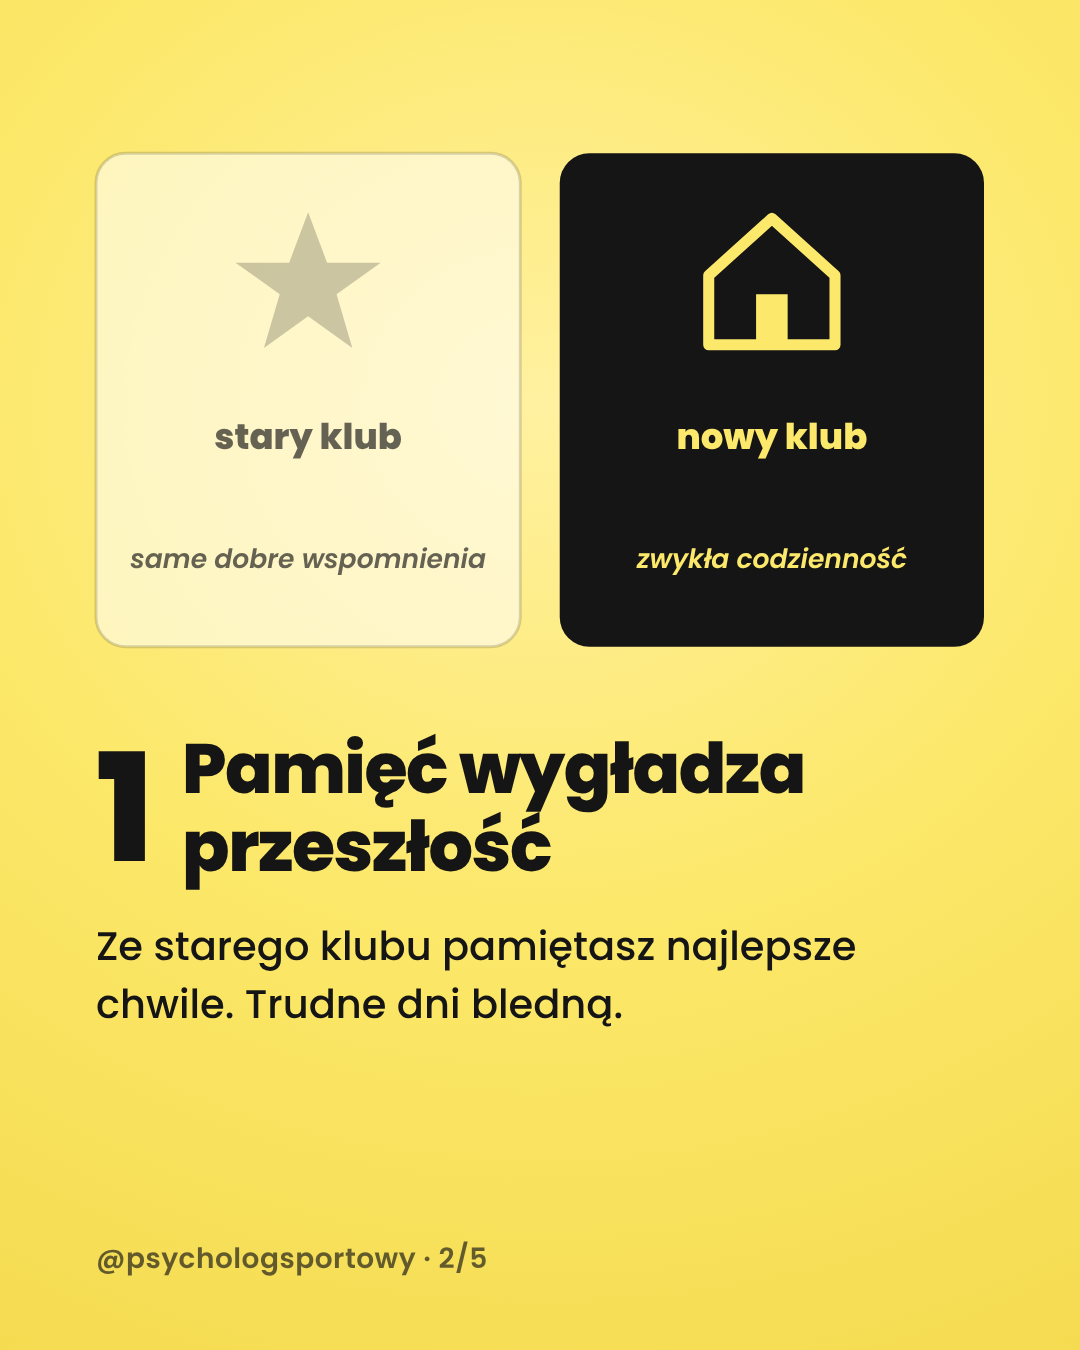 stary klub
same dobre wspomnienia
nowy klub
zwykła codzienność
1
Pamięć wygładza
przeszłość
Ze starego klubu pamiętasz najlepsze
chwile. Trudne dni bledną.
@psychologsportowy · 2/5